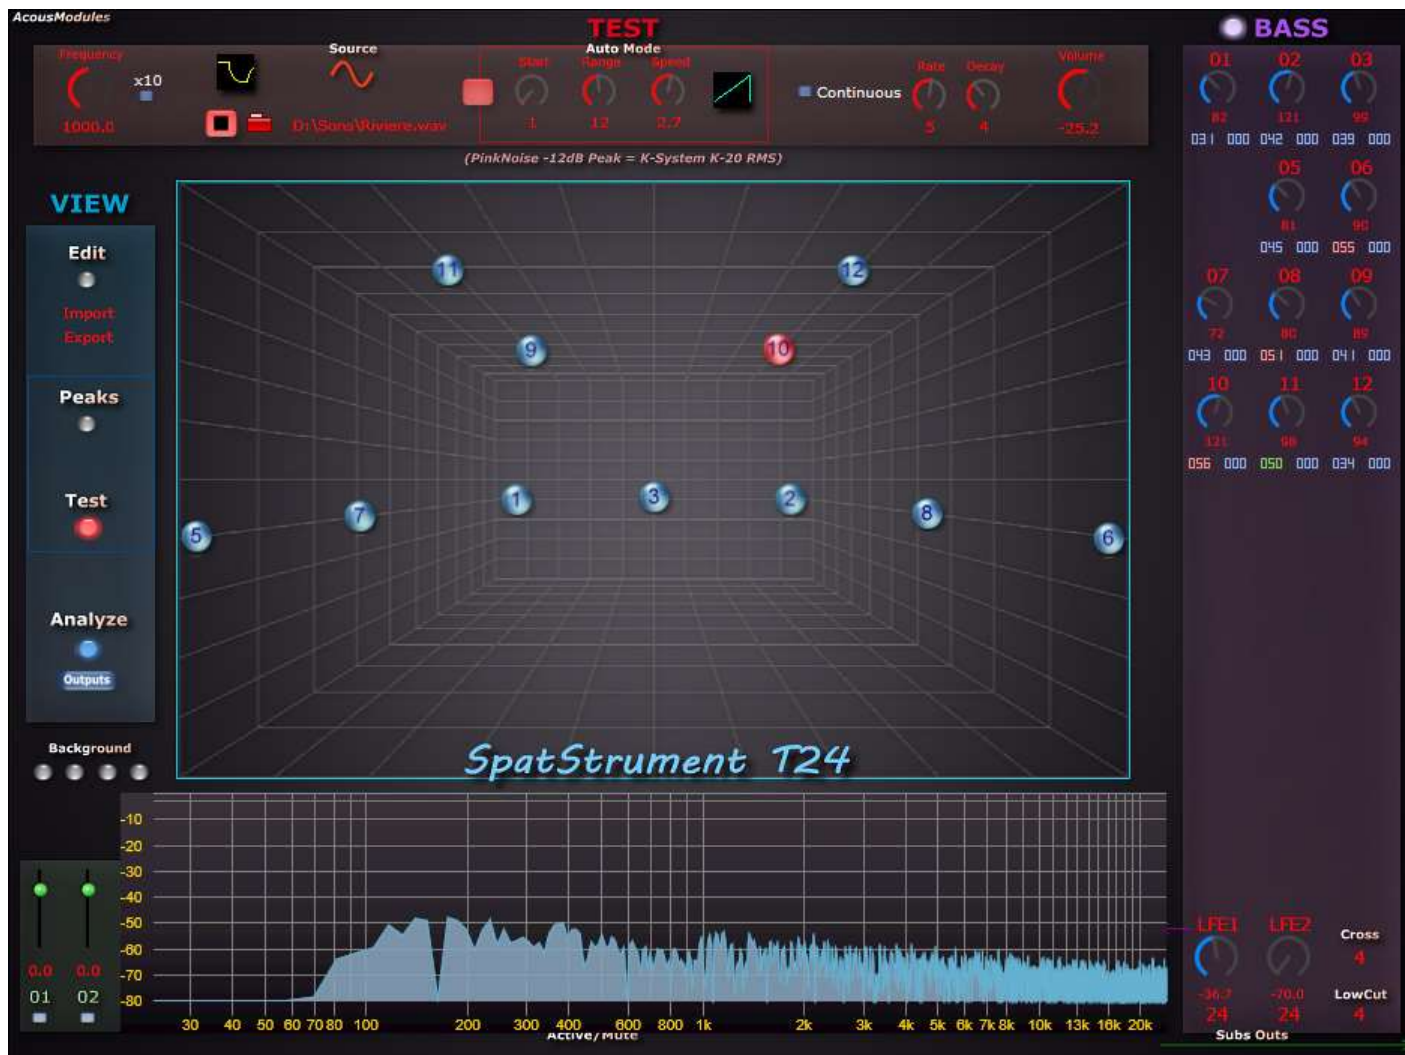 AcousModules
TEST
BASS
Frequency
x10
1000.0
Source
D:\Sons\Riviere.wav
Auto Mode
Start
Range
Speed
1
12
2.7
Continuous
Rate
Decay
5
4
Volume
-25.2
(PinkNoise -12dB Peak = K-System K-20 RMS)
01 02 03
82 121 99
031 000 042 000 039 000
05 06
81 90
045 000 055 000
07 08 09
72 80 89
043 000 051 000 041 000
10 11 12
121 98 94
056 000 050 000 034 000
VIEW
Edit
Import
Export
Peaks
Test
Analyze
Outputs
Background
11 12
9 10
5 7 1 3 2 8 6
SpatStrument T24
-10
-20
-30
-40
-50
-60
-70
-80
30 40 50 60 70 80 100 200 300 400 600 800 1k 2k 3k 4k 5k 6k 7k 8k 10k 13k 16k 20k
Active/Mute
0.0 0.0
01 02
LFE1 LFE2
Cross
4
-36.7 -70.0
LowCut
24 24
4
Subs Outs